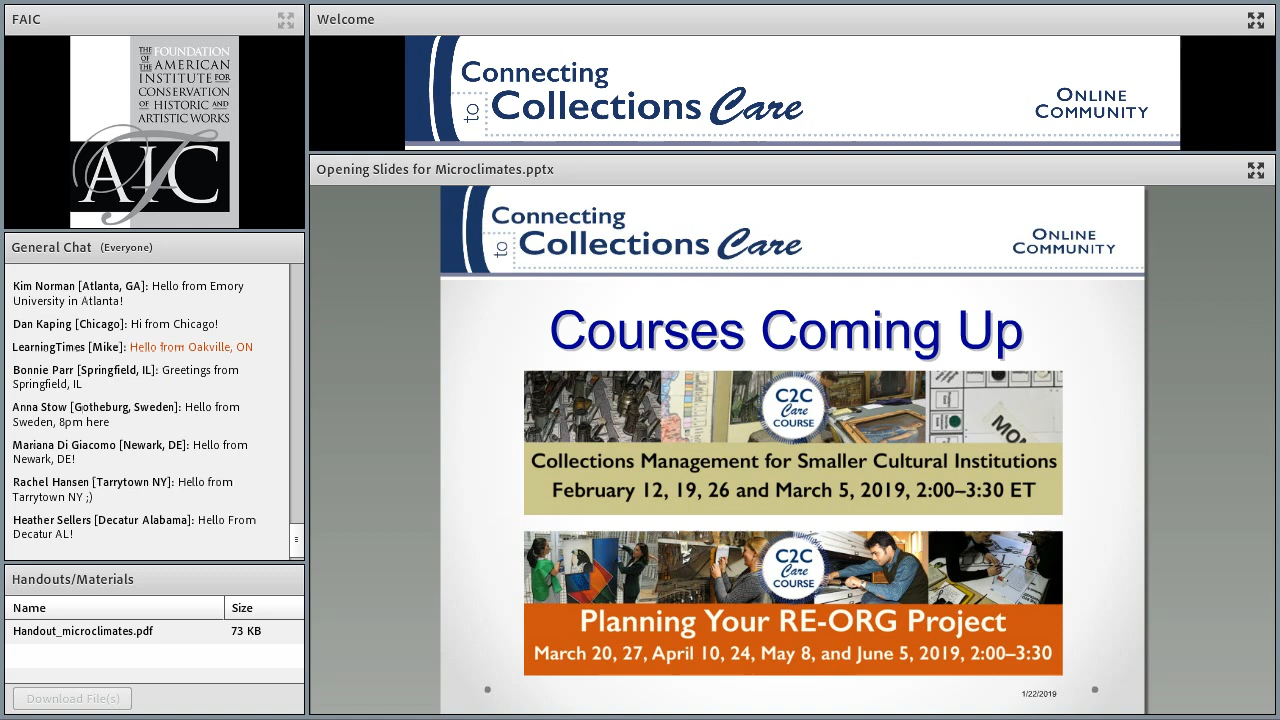 FAIC
THE FOUNDATION
OF THE AMERICAN
INSTITUTE FOR
CONSERVATION
OF HISTORIC AND
ARTISTIC WORKS
AIC
General Chat (Everyone)
Kim Norman [Atlanta, GA]: Hello from Emory
University in Atlanta!
Dan Kaping [Chicago]: Hi from Chicago!
LearningTimes [Mike]: Hello from Oakville, ON
Bonnie Parr [Springfield, IL]: Greetings from
Springfield, IL
Anna Stow [Gotheburg, Sweden]: Hello from
Sweden, 8pm here
Mariana Di Giacomo [Newark, DE]: Hello from
Newark, DE!
Rachel Hansen [Tarrytown NY]: Hello from
Tarrytown NY ;)
Heather Sellers [Decatur Alabama]: Hello From
Decatur AL!
Handouts/Materials
Name Size
Handout_microclimates.pdf 73 KB
Download File(s)
Welcome
Connecting
to Collections Care
ONLINE
COMMUNITY
Opening Slides for Microclimates.pptx
Connecting
to Collections Care
ONLINE
COMMUNITY
Courses Coming Up
C2C
Care
COURSE
MON
Collections Management for Smaller Cultural Institutions
February 12, 19, 26 and March 5, 2019, 2:00–3:30 ET
C2C
Care
COURSE
Planning Your RE-ORG Project
March 20, 27, April 10, 24, May 8, and June 5, 2019, 2:00–3:30
1/22/2019